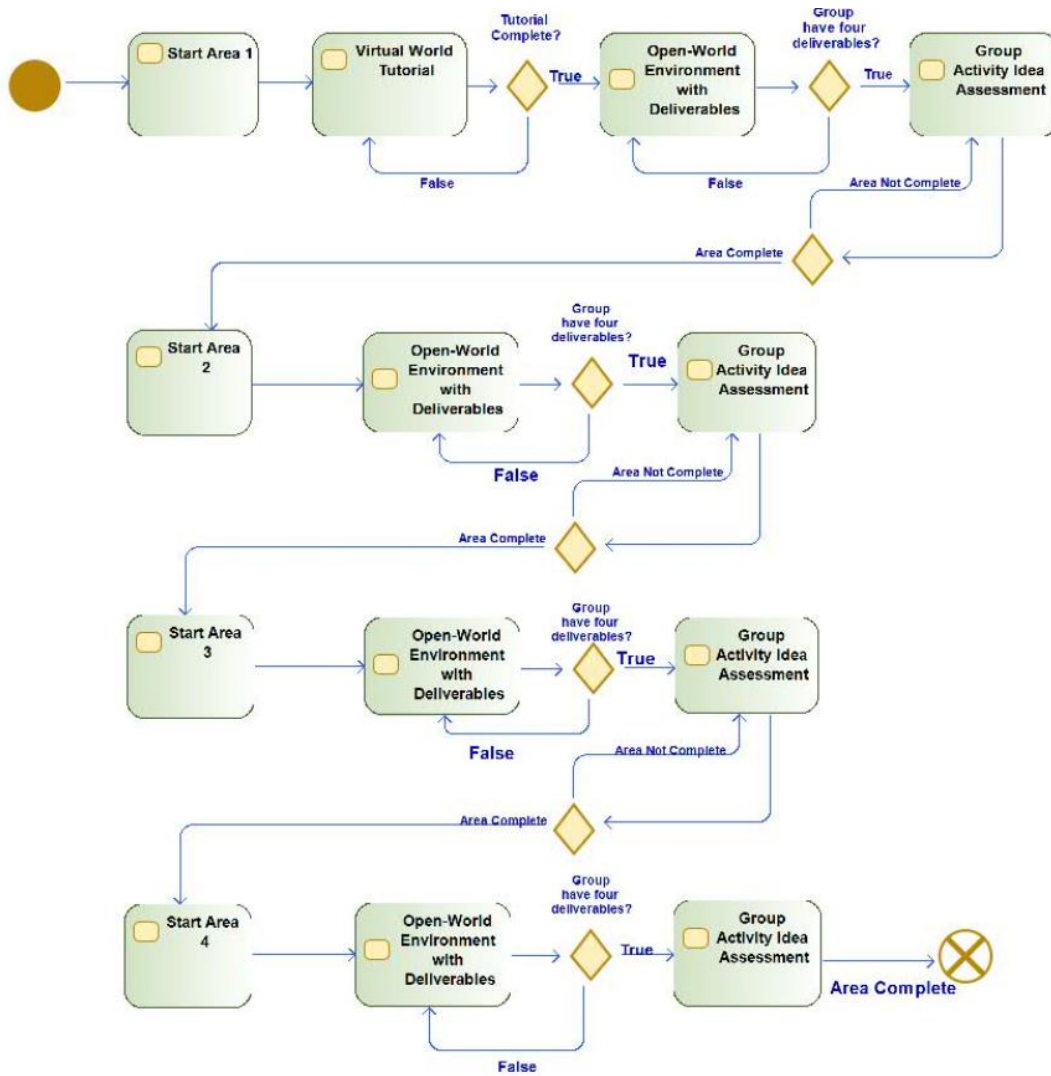 Start Area 1
Virtual World
Tutorial
Tutorial
Complete?
True
False
Open-World
Environment
with
Deliverables
Group
have four
deliverables?
True
False
Group
Activity Idea
Assessment
Area Not Complete
Area Complete
Start Area
2
Open-World
Environment
with
Deliverables
Group
have four
deliverables?
True
False
Group
Activity Idea
Assessment
Area Not Complete
Area Complete
Start Area
3
Open-World
Environment
with
Deliverables
Group
have four
deliverables?
True
False
Group
Activity Idea
Assessment
Area Not Complete
Area Complete
Start Area
4
Open-World
Environment
with
Deliverables
Group
have four
deliverables?
True
False
Group
Activity Idea
Assessment
Area Complete